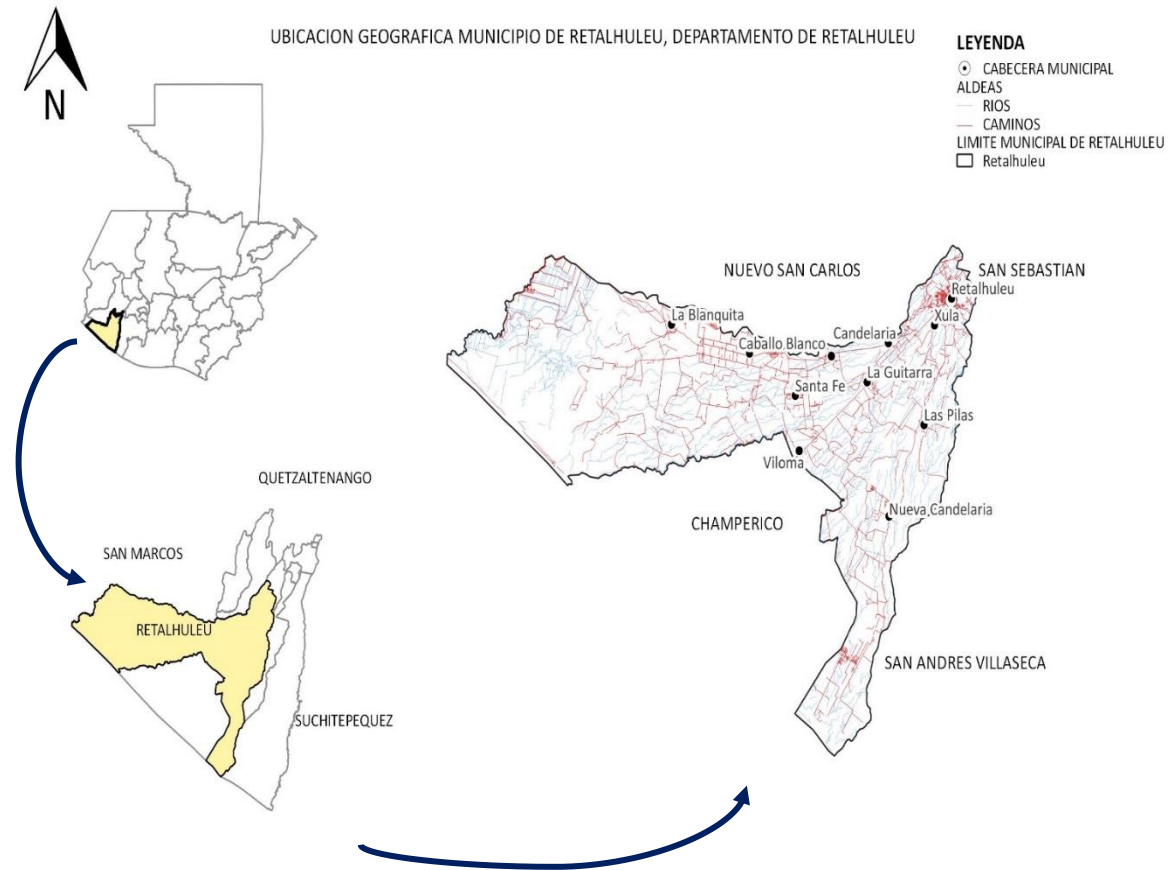 UBICACION GEOGRAFICA MUNICIPIO DE RETALHULEU, DEPARTAMENTO DE RETALHULEU
N
LEYENDA
CABECERA MUNICIPAL
ALDEAS
RIOS
CAMINOS
LIMITE MUNICIPAL DE RETALHULEU
Retalhuleu
NUEVO SAN CARLOS
SAN SEBASTIAN
Retalhuleu
Xula
La Blanquita
Candelaria
Caballo Blanco
La Guitarra
Santa Fe
Las Pilas
Viloma
Nueva Candelaria
CHAMPERICO
SAN ANDRES VILLASECA
QUETZALTENANGO
SAN MARCOS
RETALHULEU
SUCHITEPEQUEZ